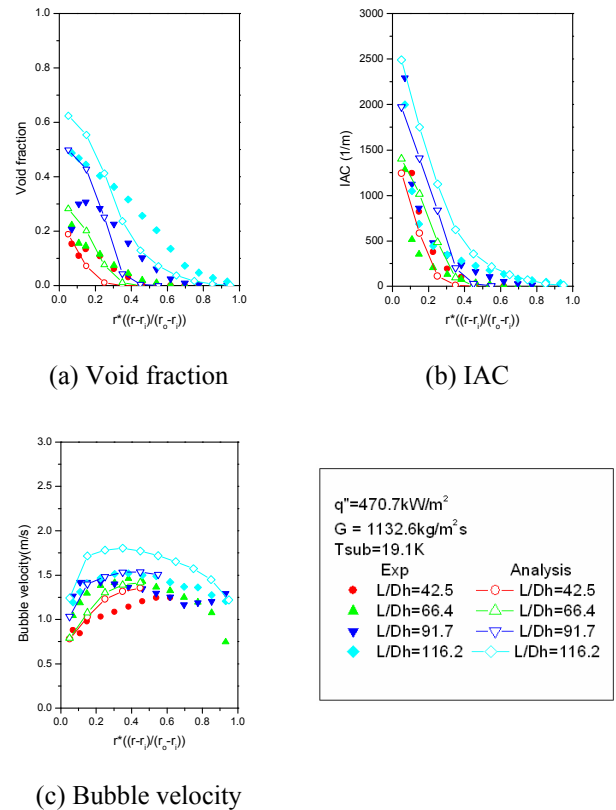 1.0
0.8
0.6
0.4
0.2
0.0
Void fraction
0.0 0.2 0.4 0.6 0.8 1.0
r*((r-ri)/(ro-ri))
(a) Void fraction
3000
2500
2000
1500
1000
500
0
IAC (1/m)
0.0 0.2 0.4 0.6 0.8 1.0
r*((r-ri)/(ro-ri))
(b) IAC
3.0
2.5
2.0
1.5
1.0
0.5
0.0
Bubble velocity(m/s)
0.0 0.2 0.4 0.6 0.8 1.0
r*((r-ri)/(ro-ri))
(c) Bubble velocity
q"=470.7kW/m²
G = 1132.6kg/m²s
Tsub=19.1K
Exp Analysis
L/Dh=42.5 L/Dh=42.5
L/Dh=66.4 L/Dh=66.4
L/Dh=91.7 L/Dh=91.7
L/Dh=116.2 L/Dh=116.2